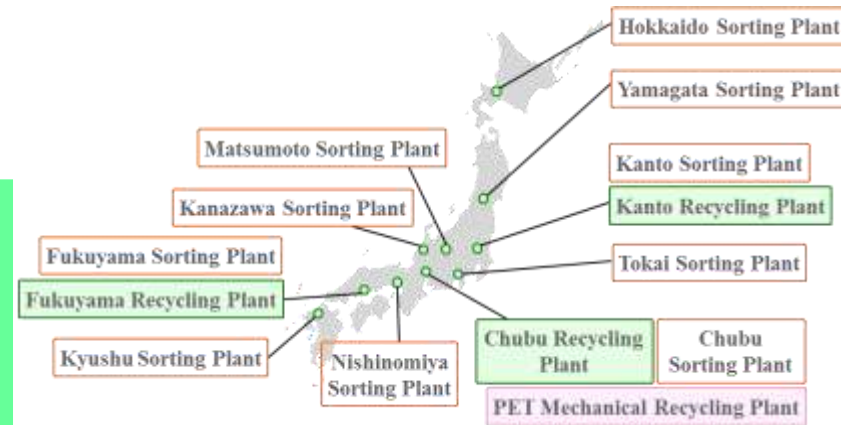 Hokkaido Sorting Plant
Yamagata Sorting Plant
Matsumoto Sorting Plant
Kanto Sorting Plant
Kanazawa Sorting Plant
Kanto Recycling Plant
Fukuyama Sorting Plant
Tokai Sorting Plant
Fukuyama Recycling Plant
Kyushu Sorting Plant
Nishinomiya
Sorting Plant
Chubu Recycling
Plant
Chubu
Sorting Plant
PET Mechanical Recycling Plant